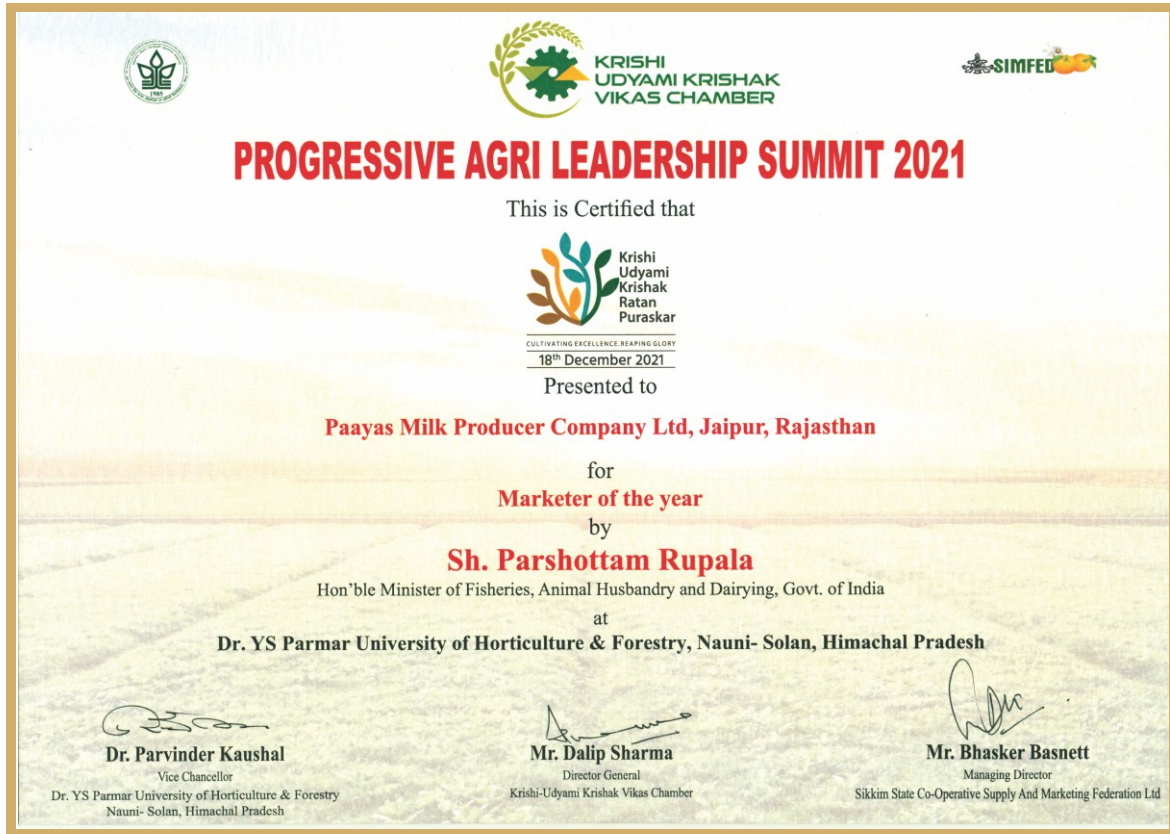 1985
KRISHI
UDYAMI KRISHAK
VIKAS CHAMBER
SIMFED
PROGRESSIVE AGRI LEADERSHIP SUMMIT 2021
This is Certified that
Krishi
Udyami
Krishak
Ratan
Puraskar
CULTIVATING EXCELLENCE.REAPING GLORY
18th December 2021
Presented to
Paayas Milk Producer Company Ltd, Jaipur, Rajasthan
for
Marketer of the year
by
Sh. Parshottam Rupala
Hon'ble Minister of Fisheries, Animal Husbandry and Dairying, Govt. of India
at
Dr. YS Parmar University of Horticulture & Forestry, Nauni- Solan, Himachal Pradesh
Dr. Parvinder Kaushal
Vice Chancellor
Dr. YS Parmar University of Horticulture & Forestry
Nauni- Solan, Himachal Pradesh
Mr. Dalip Sharma
Director General
Krishi-Udyami Krishak Vikas Chamber
Mr. Bhasker Basnett
Managing Director
Sikkim State Co-Operative Supply And Marketing Federation Ltd